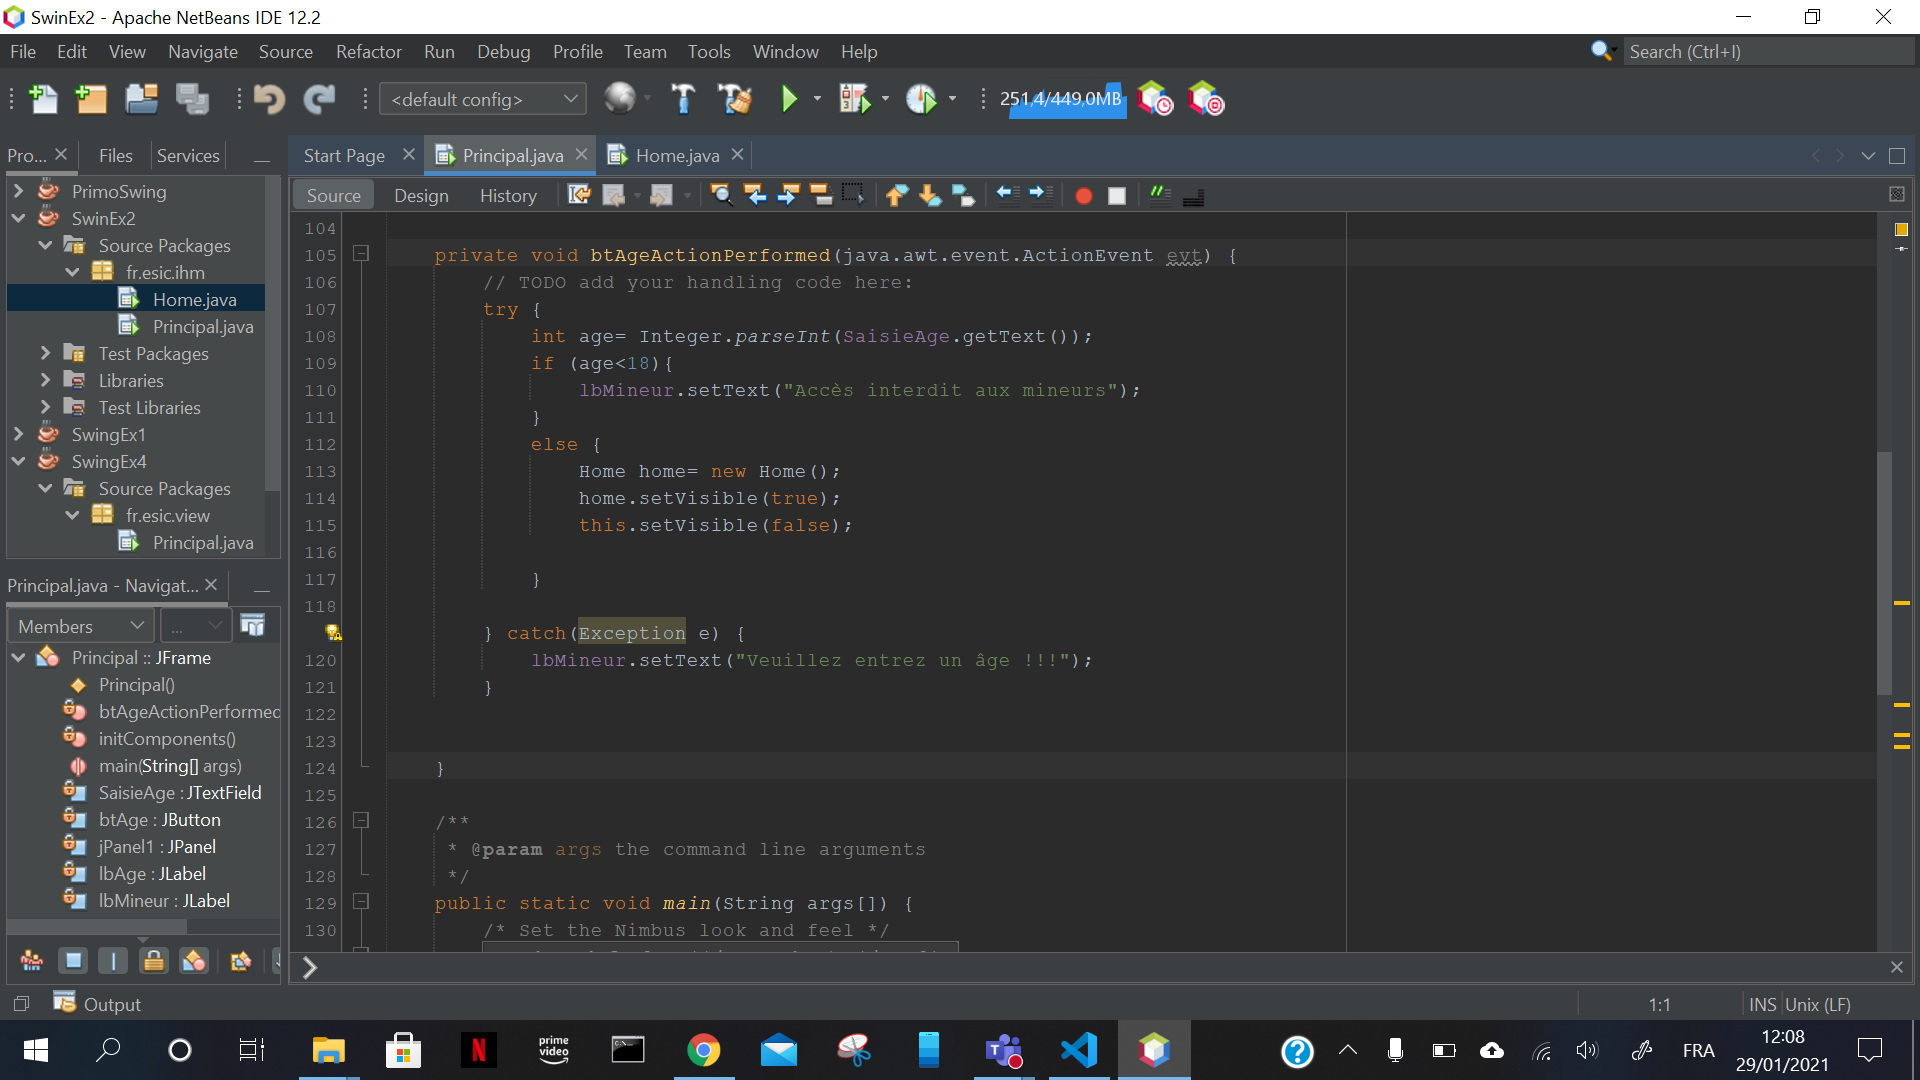 SwinEx2 - Apache NetBeans IDE 12.2
File Edit View Navigate Source Refactor Run Debug Profile Team Tools Window Help
Search (Ctrl+I)
<default config>
251,4/449,0MB
Pro... Files Services
Start Page Principal.java Home.java
Source Design History
PrimoSwing
SwinEx2
Source Packages
fr.esic.ihm
Home.java
Principal.java
Test Packages
Libraries
Test Libraries
SwingEx1
SwingEx4
Source Packages
fr.esic.view
Principal.java
Principal.java - Navigat...
Members
...
Principal :: JFrame
Principal()
btAgeActionPerformed
initComponents()
main(String[] args)
SaisieAge : JTextField
btAge : JButton
jPanel1 : JPanel
lbAge : JLabel
lbMineur : JLabel
104
105 private void btAgeActionPerformed(java.awt.event.ActionEvent evt) {
106 // TODO add your handling code here:
107 try {
108 int age= Integer.parseInt(SaisieAge.getText());
109 if (age<18){
110 lbMineur.setText("Accès interdit aux mineurs");
111 }
112 else {
113 Home home= new Home();
114 home.setVisible(true);
115 this.setVisible(false);
116
117 }
118
} catch(Exception e) {
120 lbMineur.setText("Veuillez entrez un âge !!!");
121 }
122
123
124 }
125
126 /**
127 * @param args the command line arguments
128 */
129 public static void main(String args[]) {
130 /* Set the Nimbus look and feel */
Output
1:1 INS Unix (LF)
prime video
FRA
12:08
29/01/2021